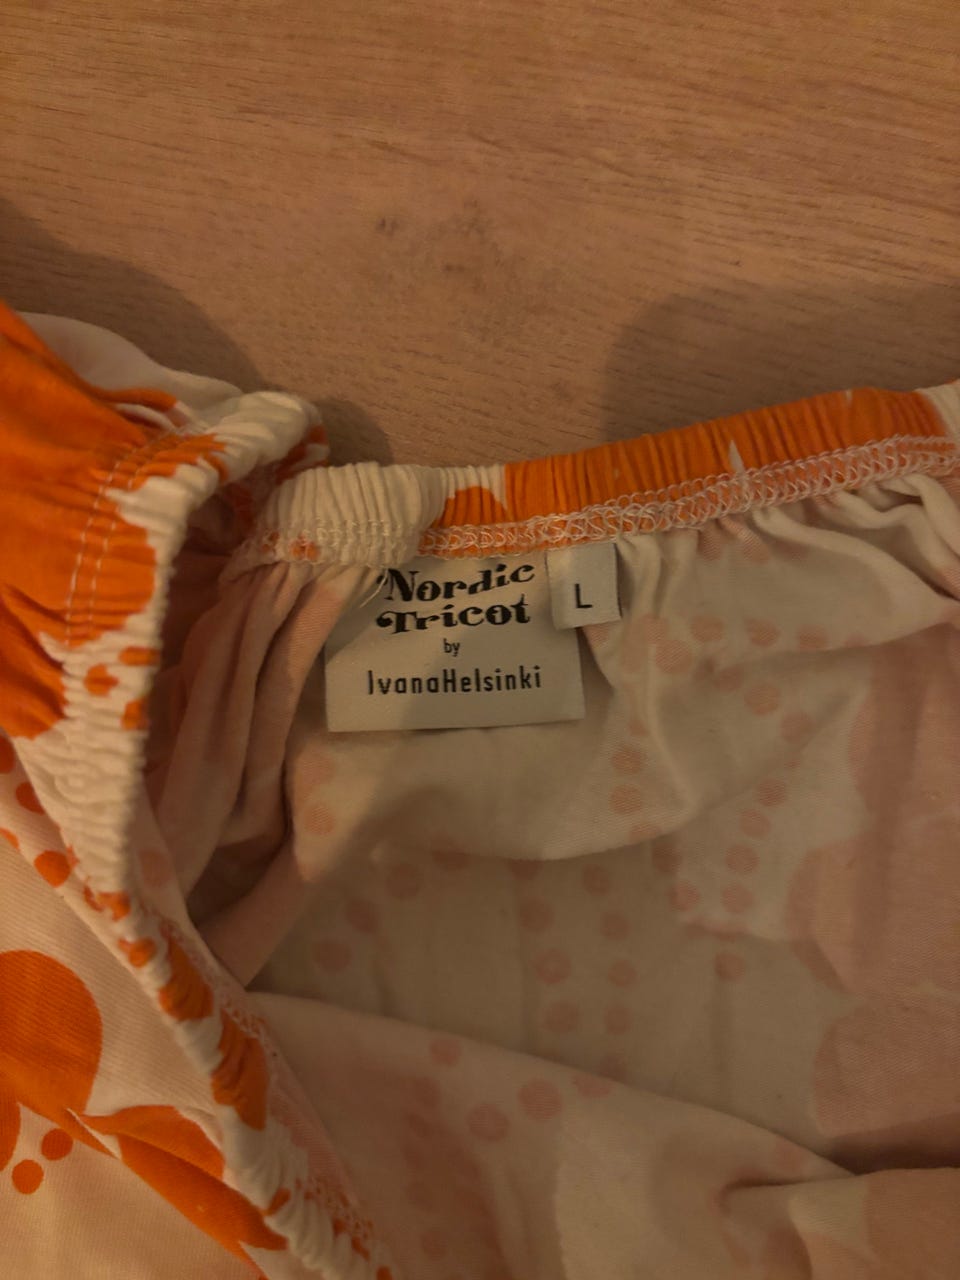 Nordic
Tricot
by
IvanaHelsinki
L